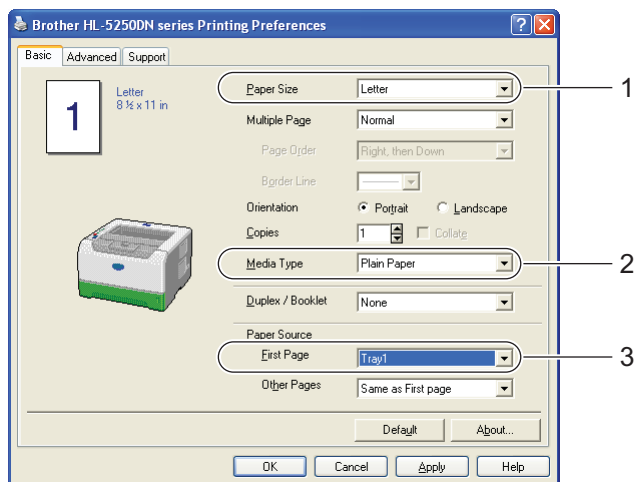 Brother HL-5250DN series Printing Preferences
Basic Advanced Support
1
Letter
8 ½ x 11 in
Paper Size Letter 1
Multiple Page Normal
Page Order Right, then Down
Border Line
Orientation Portrait Landscape
Copies 1 Collate
Media Type Plain Paper 2
Duplex / Booklet None
Paper Source
First Page Tray1 3
Other Pages Same as First page
Default About...
OK Cancel Apply Help